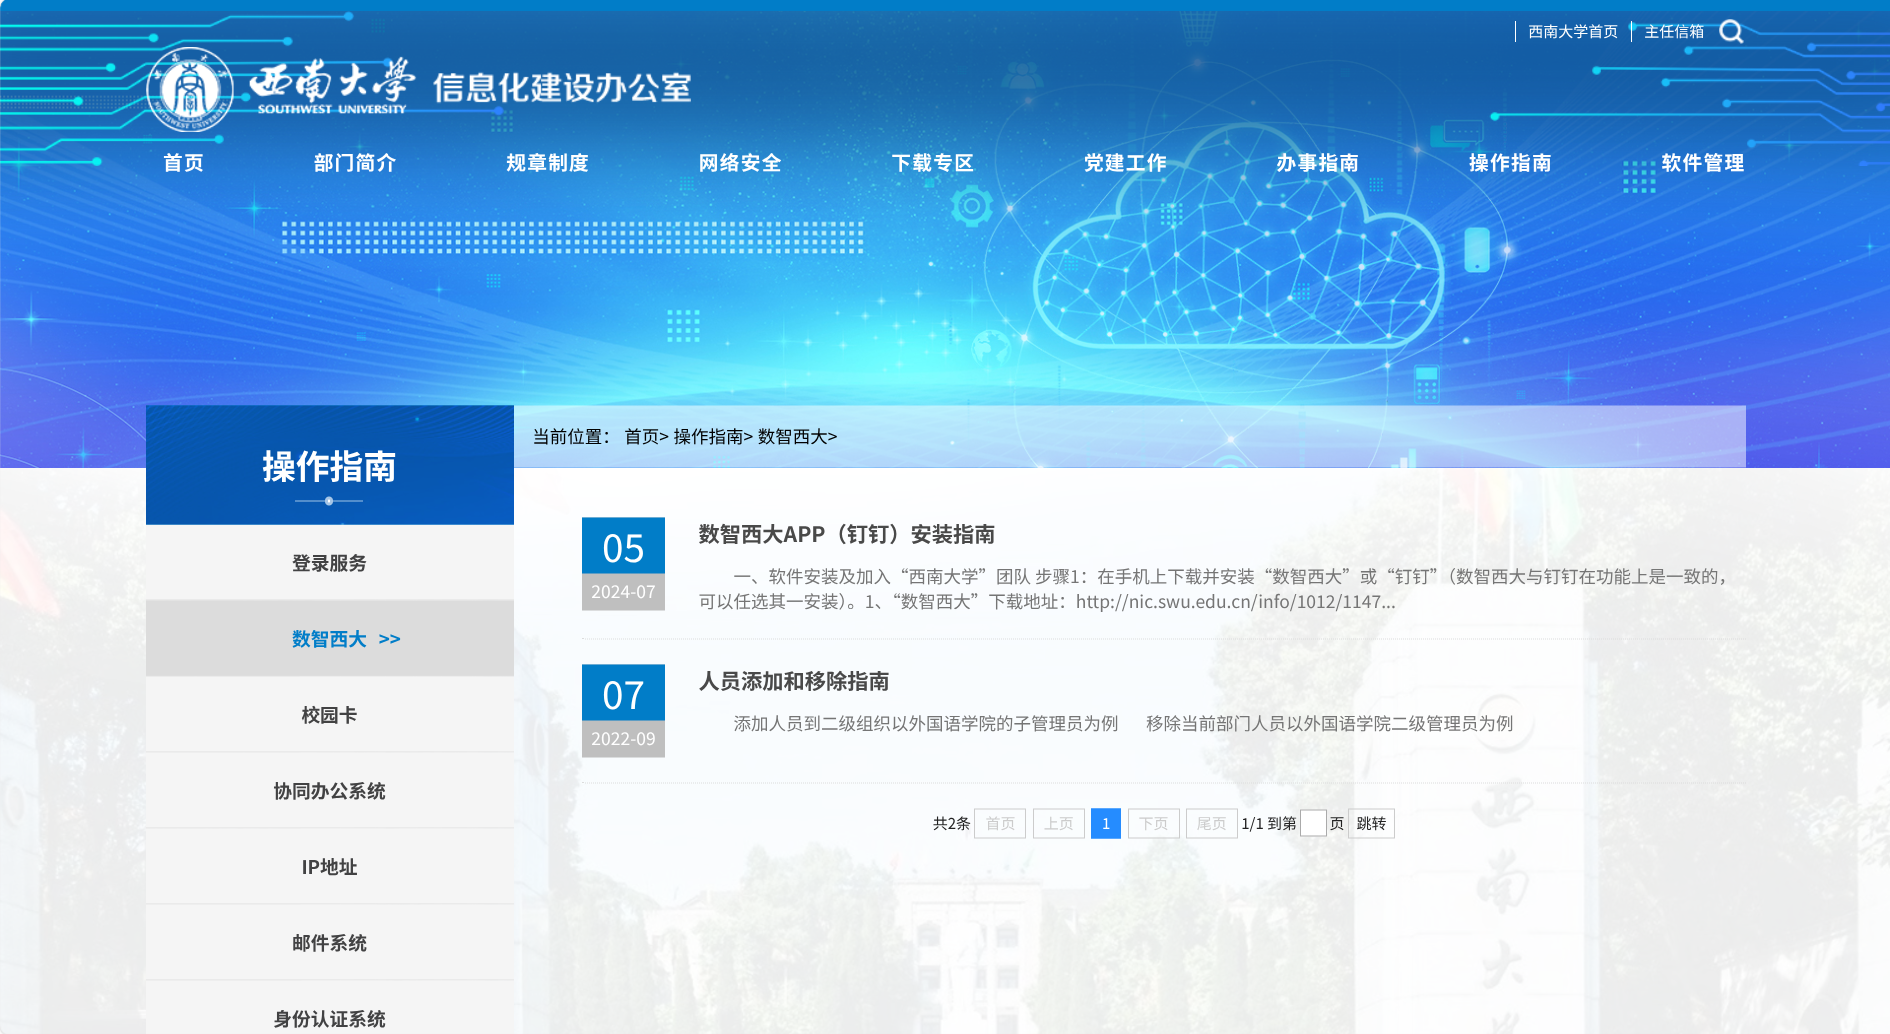 西南大学首页
主任信箱
西南大学
SOUTHWEST UNIVERSITY
信息化建设办公室
首页
部门简介
规章制度
网络安全
下载专区
党建工作
办事指南
操作指南
软件管理
当前位置： 首页> 操作指南> 数智西大>
操作指南
登录服务
数智西大 >>
校园卡
协同办公系统
IP地址
邮件系统
身份认证系统
05
2024-07
数智西大APP（钉钉）安装指南
一、软件安装及加入“西南大学”团队 步骤1：在手机上下载并安装“数智西大”或“钉钉”（数智西大与钉钉在功能上是一致的，
可以任选其一安装）。1、“数智西大”下载地址：http://nic.swu.edu.cn/info/1012/1147...
07
2022-09
人员添加和移除指南
添加人员到二级组织以外国语学院的子管理员为例 移除当前部门人员以外国语学院二级管理员为例
共2条 首页 上页 1 下页 尾页 1/1 到第 页 跳转
西南大学